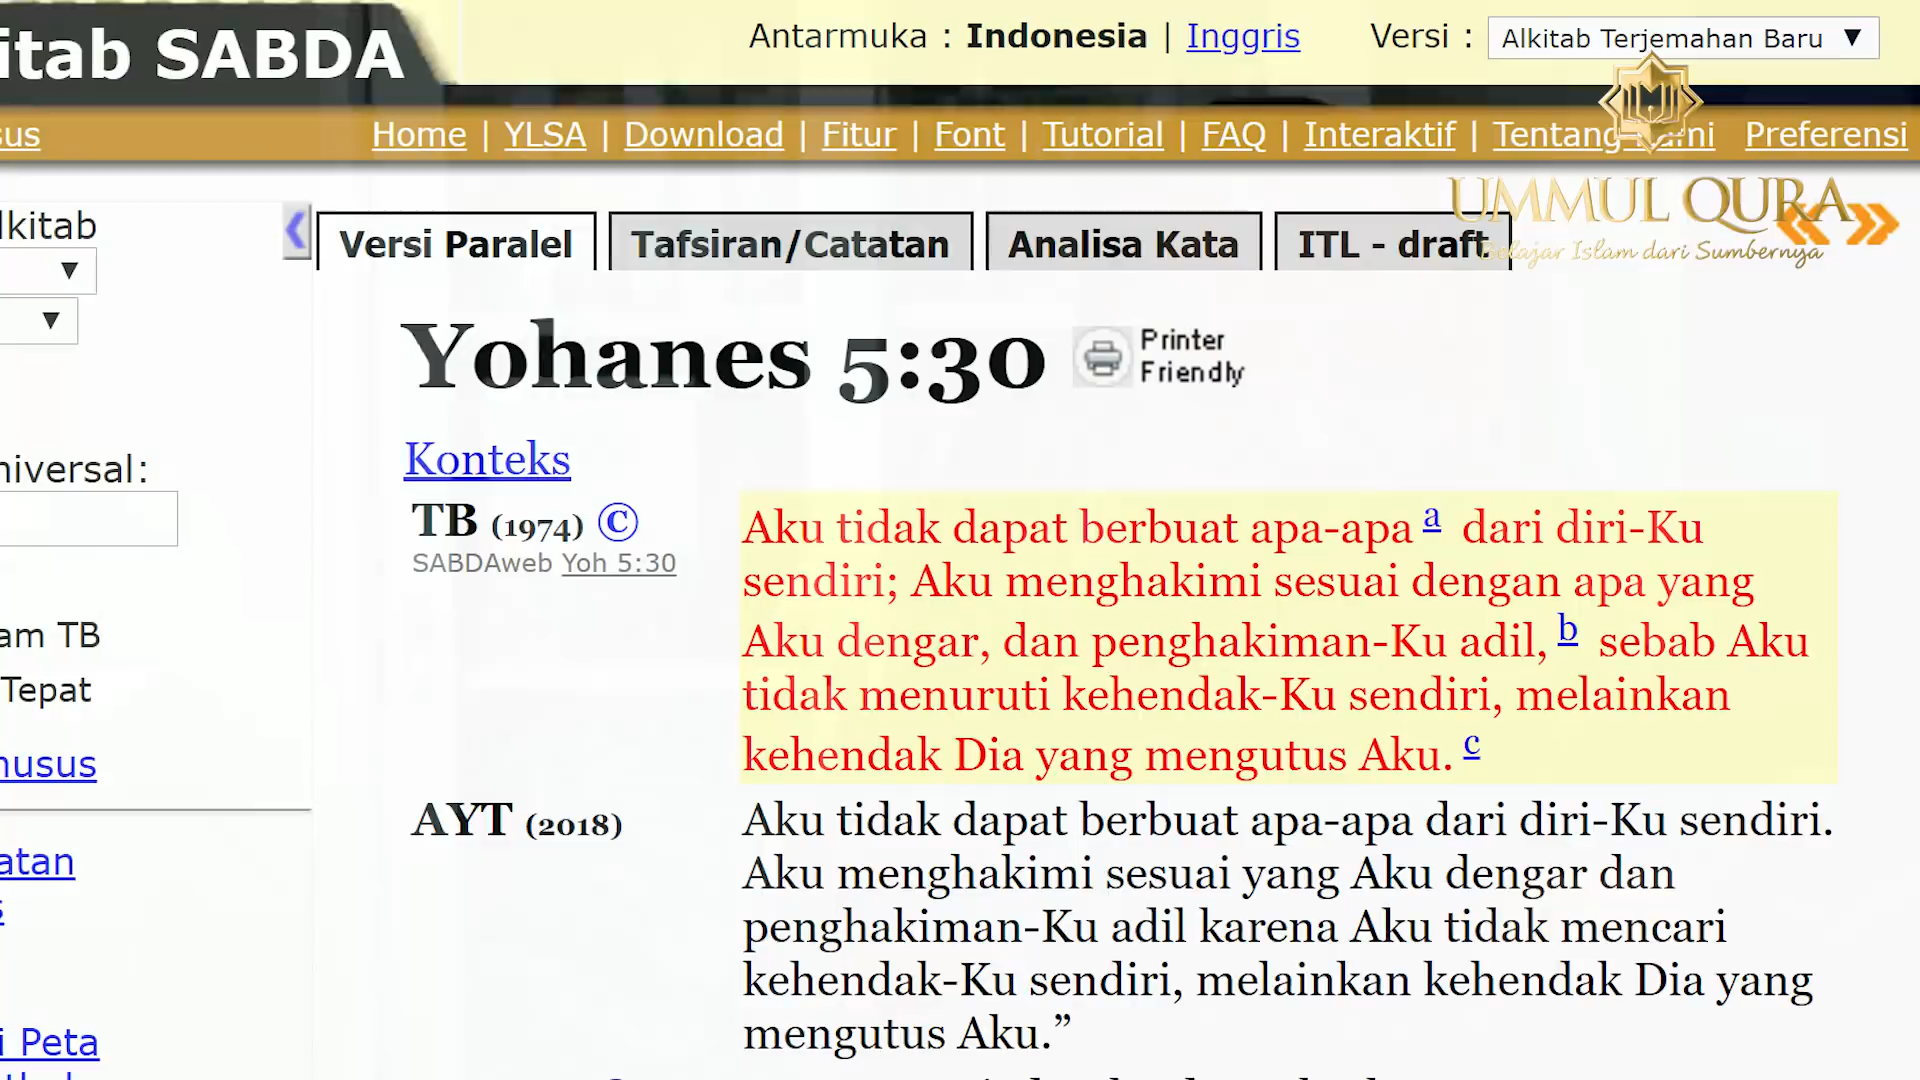 itab SABDA
Antarmuka : Indonesia | Inggris
Versi : Alkitab Terjemahan Baru ▼
sus
Home | YLSA | Download | Fitur | Font | Tutorial | FAQ | Interaktif | Tentang Kami Preferensi
UMMUL QURA
Belajar Islam dari Sumbernya
lkitab
Versi Paralel
Tafsiran/Catatan
Analisa Kata
ITL - draft
Yohanes 5:30
Printer
Friendly
niversal:
Konteks
TB (1974) ©
SABDAweb Yoh 5:30
Aku tidak dapat berbuat apa-apa a dari diri-Ku
sendiri; Aku menghakimi sesuai dengan apa yang
Aku dengar, dan penghakiman-Ku adil, b sebab Aku
tidak menuruti kehendak-Ku sendiri, melainkan
kehendak Dia yang mengutus Aku. c
am TB
Tepat
husus
atan
s
i Peta
AYT (2018)
Aku tidak dapat berbuat apa-apa dari diri-Ku sendiri.
Aku menghakimi sesuai yang Aku dengar dan
penghakiman-Ku adil karena Aku tidak mencari
kehendak-Ku sendiri, melainkan kehendak Dia yang
mengutus Aku.”